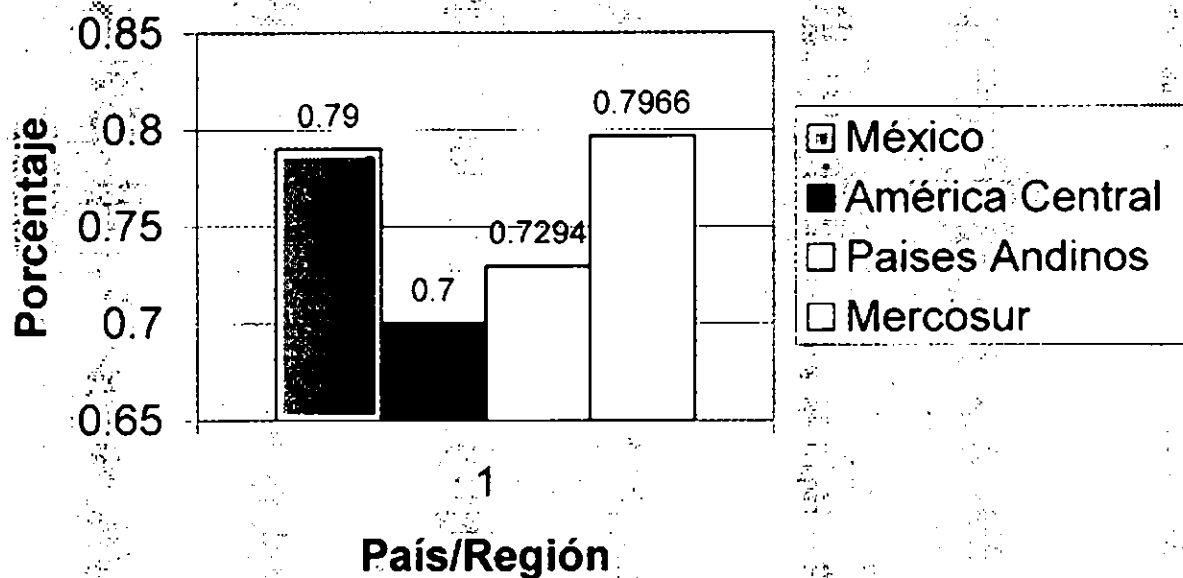 Porcentaje
0.85
0.8
0.75
0.7
0.65
0.79
0.7
0.7294
0.7966
1
País/Región
México
América Central
Paises Andinos
Mercosur